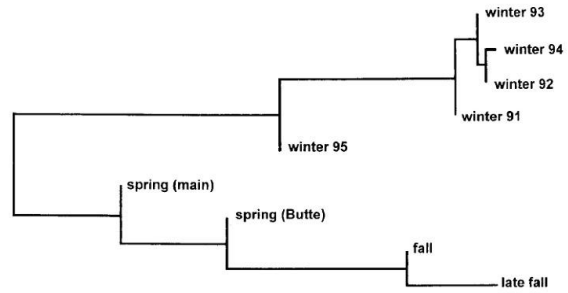 winter 93
winter 94
winter 92
winter 91
winter 95
spring (main)
spring (Butte)
fall
late fall